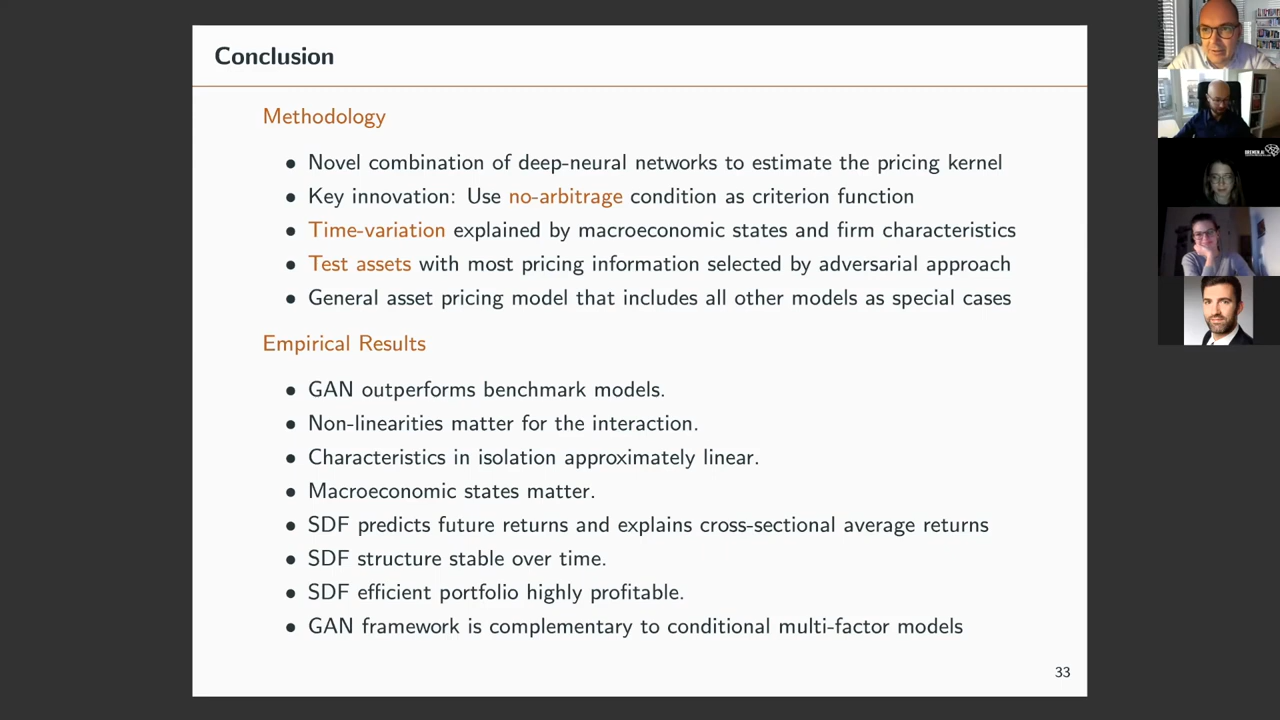 Conclusion
Methodology
• Novel combination of deep-neural networks to estimate the pricing kernel
• Key innovation: Use no-arbitrage condition as criterion function
• Time-variation explained by macroeconomic states and firm characteristics
• Test assets with most pricing information selected by adversarial approach
• General asset pricing model that includes all other models as special cases
Empirical Results
• GAN outperforms benchmark models.
• Non-linearities matter for the interaction.
• Characteristics in isolation approximately linear.
• Macroeconomic states matter.
• SDF predicts future returns and explains cross-sectional average returns
• SDF structure stable over time.
• SDF efficient portfolio highly profitable.
• GAN framework is complementary to conditional multi-factor models
33
BREMEN.AI